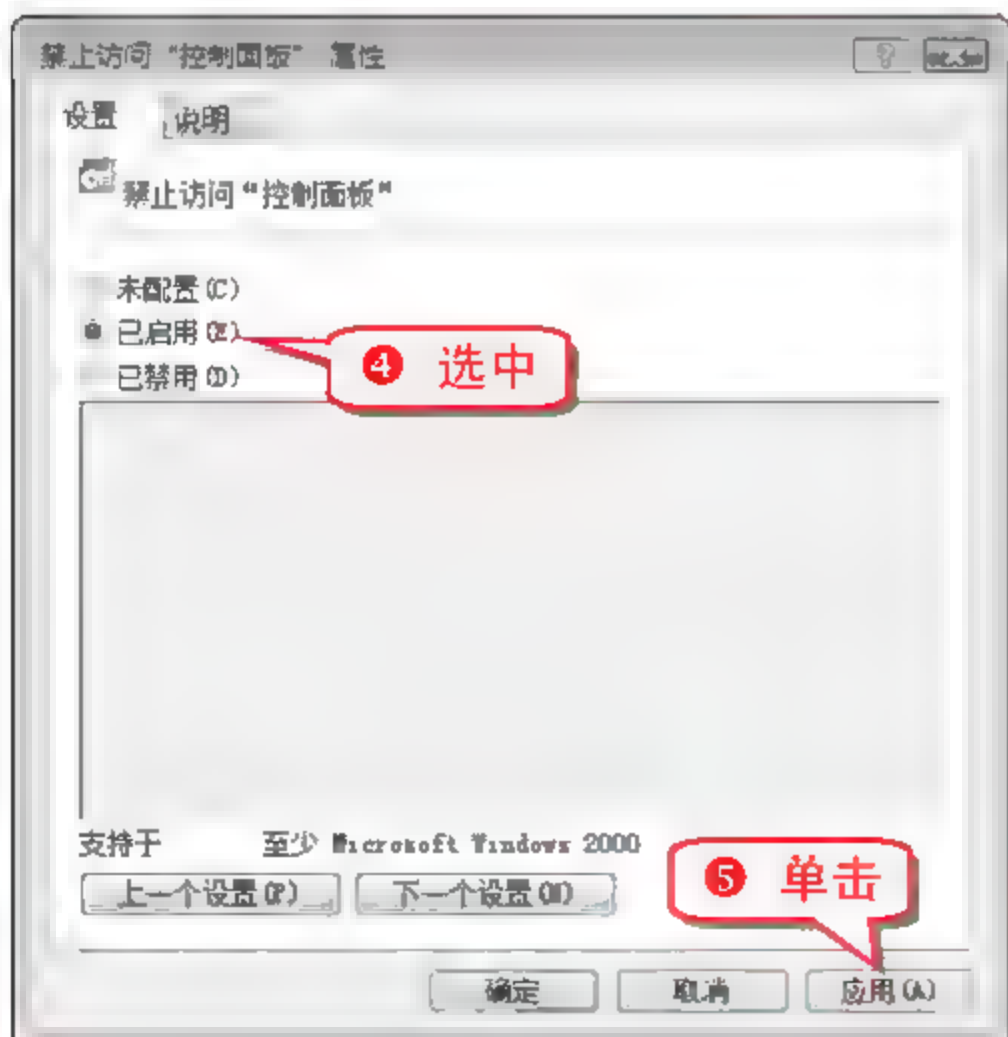 禁止访问“控制面板” 属性
设置 说明
禁止访问“控制面板”
未配置(C)
已启用(E)
❹ 选中
已禁用(D)
支持于 至少 Microsoft Windows 2000
上一个设置(P) 下一个设置(N)
❺ 单击
确定 取消 应用(A)